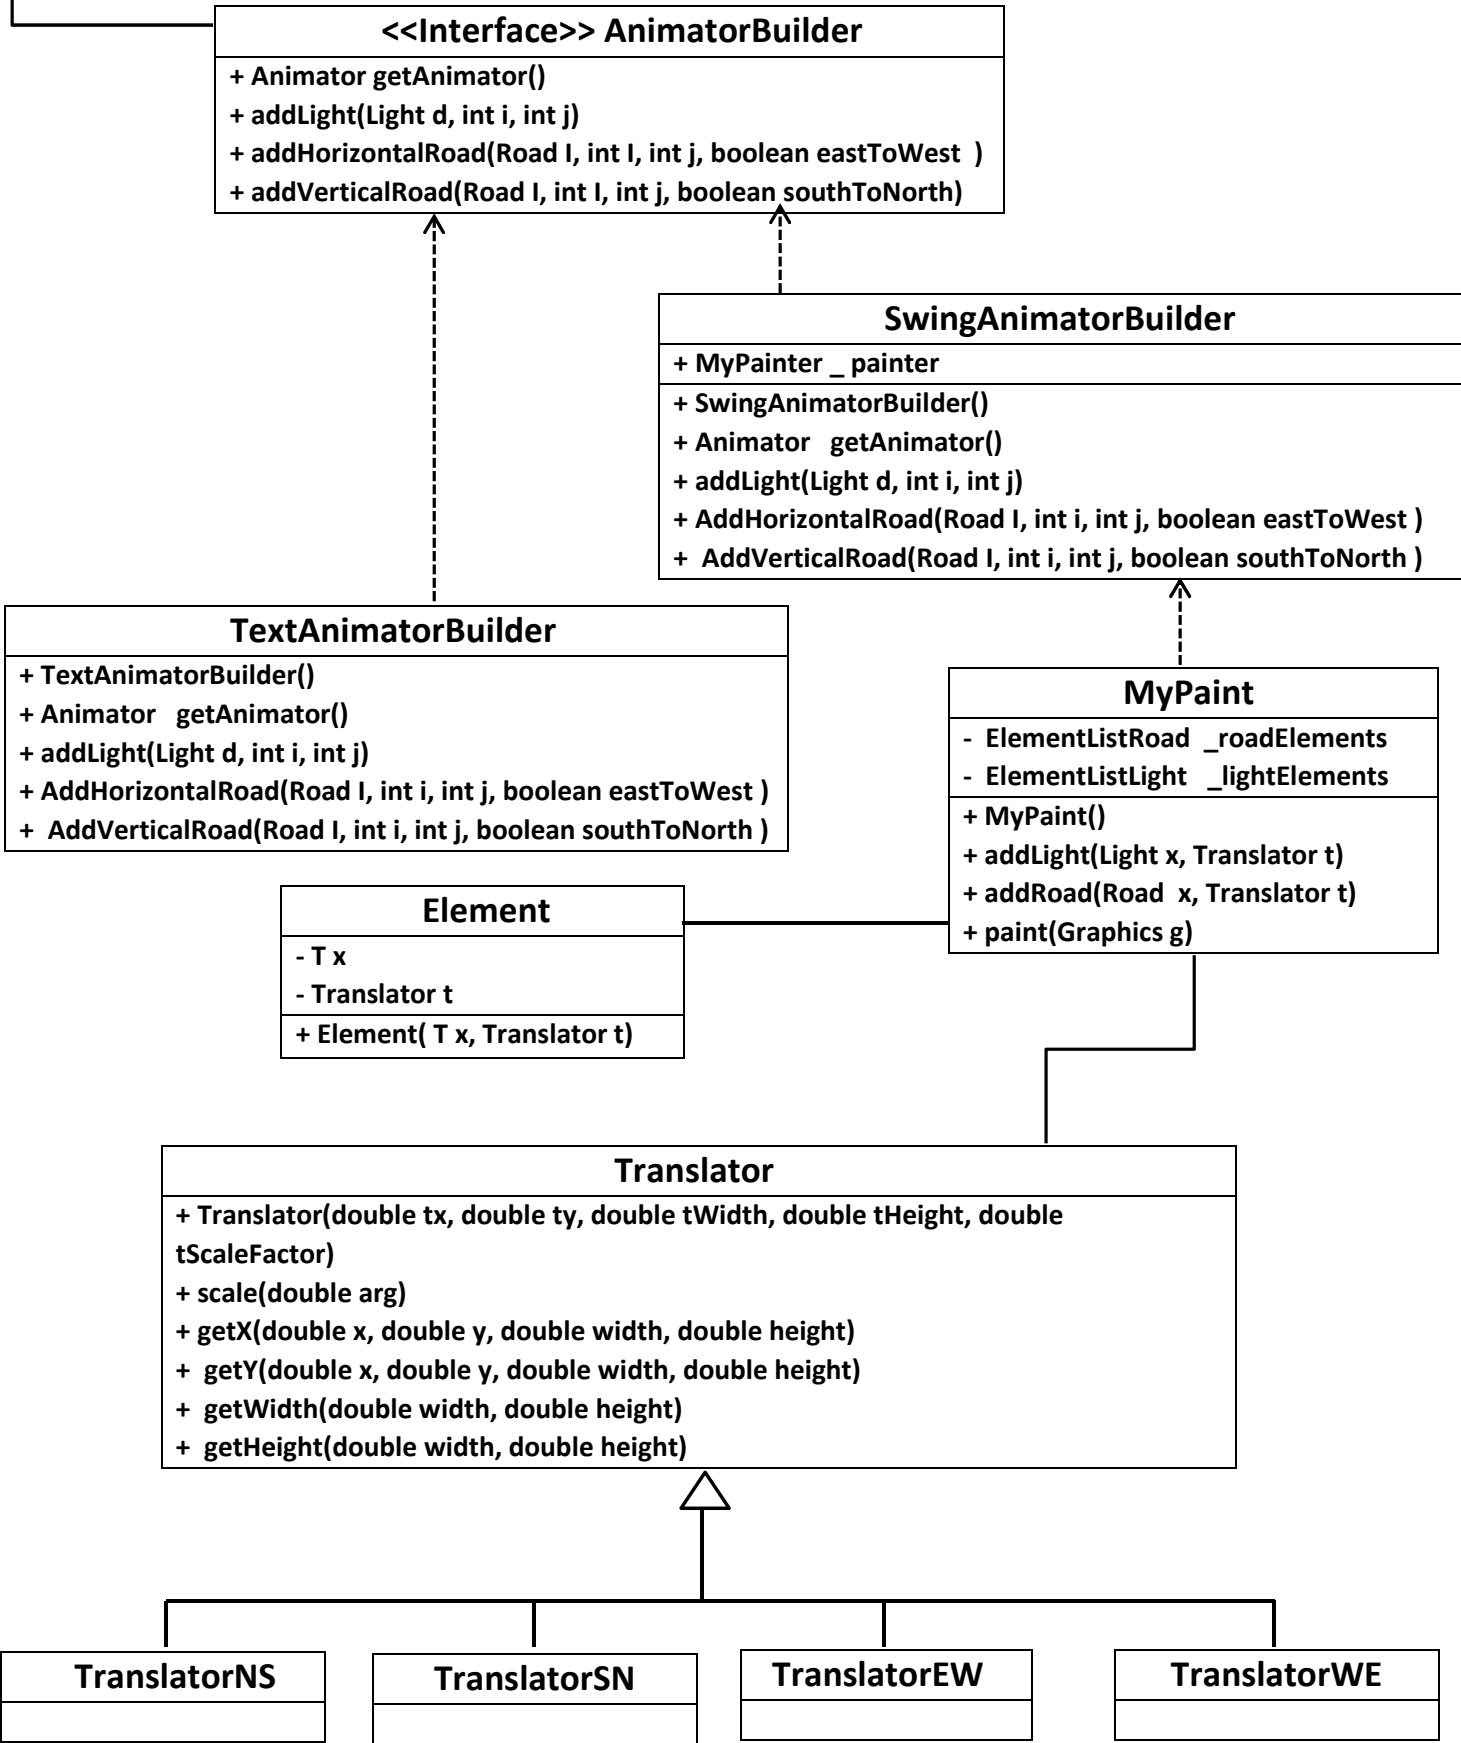 <<Interface>> AnimatorBuilder
+ Animator getAnimator()
+ addLight(Light d, int i, int j)
+ addHorizontalRoad(Road I, int I, int j, boolean eastToWest )
+ addVerticalRoad(Road I, int I, int j, boolean southToNorth)
SwingAnimatorBuilder
+ MyPainter _ painter
+ SwingAnimatorBuilder()
+ Animator getAnimator()
+ addLight(Light d, int i, int j)
+ AddHorizontalRoad(Road I, int i, int j, boolean eastToWest )
+ AddVerticalRoad(Road I, int i, int j, boolean southToNorth )
TextAnimatorBuilder
+ TextAnimatorBuilder()
+ Animator getAnimator()
+ addLight(Light d, int i, int j)
+ AddHorizontalRoad(Road I, int i, int j, boolean eastToWest )
+ AddVerticalRoad(Road I, int i, int j, boolean southToNorth )
MyPaint
- ElementListRoad _roadElements
- ElementListLight _lightElements
+ MyPaint()
+ addLight(Light x, Translator t)
+ addRoad(Road x, Translator t)
+ paint(Graphics g)
Element
- T x
- Translator t
+ Element( T x, Translator t)
Translator
+ Translator(double tx, double ty, double tWidth, double tHeight, double
tScaleFactor)
+ scale(double arg)
+ getX(double x, double y, double width, double height)
+ getY(double x, double y, double width, double height)
+ getWidth(double width, double height)
+ getHeight(double width, double height)
TranslatorNS
TranslatorSN
TranslatorEW
TranslatorWE